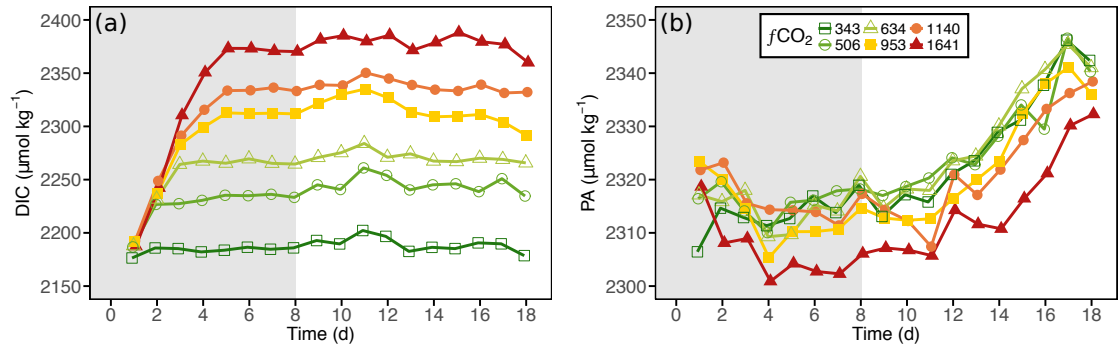 (a)
DIC (µmol kg⁻¹)
2400
2350
2300
2250
2200
2150
0 2 4 6 8 10 12 14 16 18
Time (d)
(b)
fCO₂
343 634 1140
506 953 1641
PA (µmol kg⁻¹)
2350
2340
2330
2320
2310
2300
0 2 4 6 8 10 12 14 16 18
Time (d)